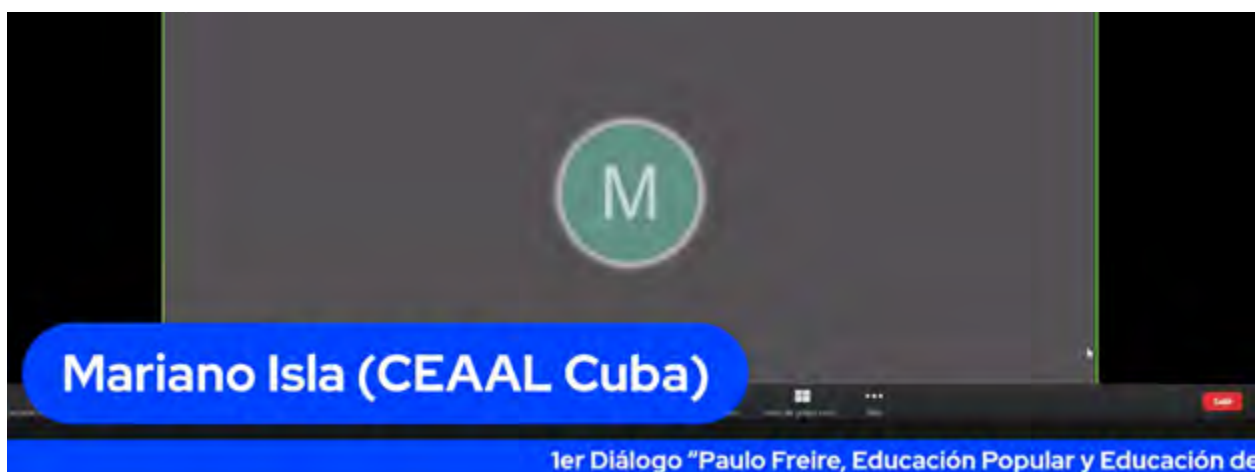 M
Mariano Isla (CEAAL Cuba)
1er Diálogo "Paulo Freire, Educación Popular y Educación de